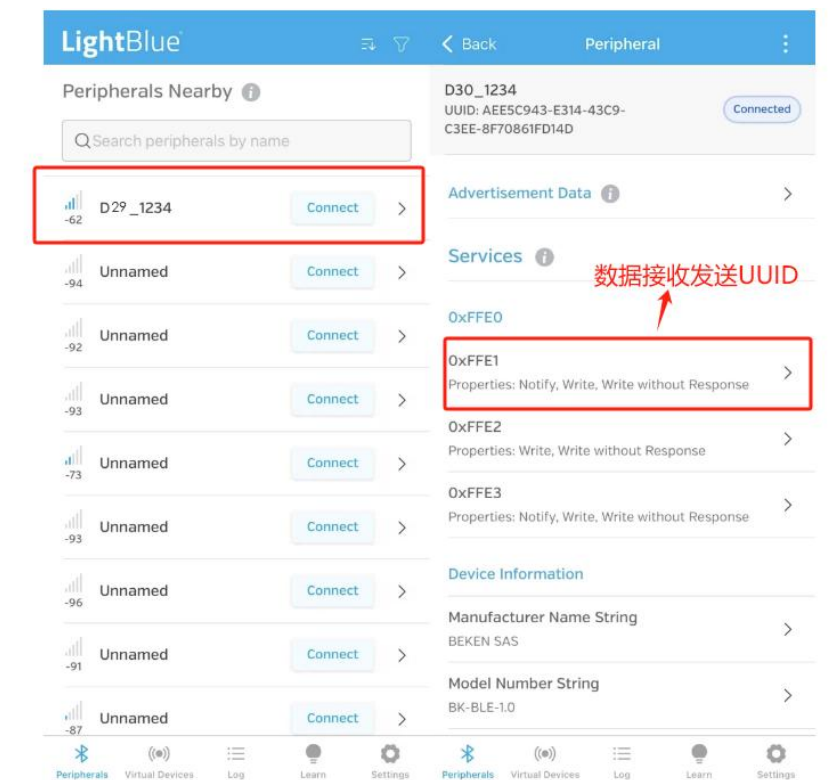 LightBlue
Peripherals Nearby
Search peripherals by name
-62
D29_1234
Connect
-94
Unnamed
Connect
-92
Unnamed
Connect
-93
Unnamed
Connect
-73
Unnamed
Connect
-93
Unnamed
Connect
-96
Unnamed
Connect
-91
Unnamed
Connect
-87
Unnamed
Connect
Peripherals
Virtual Devices
Log
Learn
Settings
Back
Peripheral
D30_1234
UUID: AEE5C943-E314-43C9-
C3EE-8F70861FD14D
Connected
Advertisement Data
Services
数据接收发送UUID
0xFFE0
0xFFE1
Properties: Notify, Write, Write without Response
0xFFE2
Properties: Write, Write without Response
0xFFE3
Properties: Notify, Write, Write without Response
Device Information
Manufacturer Name String
BEKEN SAS
Model Number String
BK-BLE-1.0
Peripherals
Virtual Devices
Log
Learn
Settings